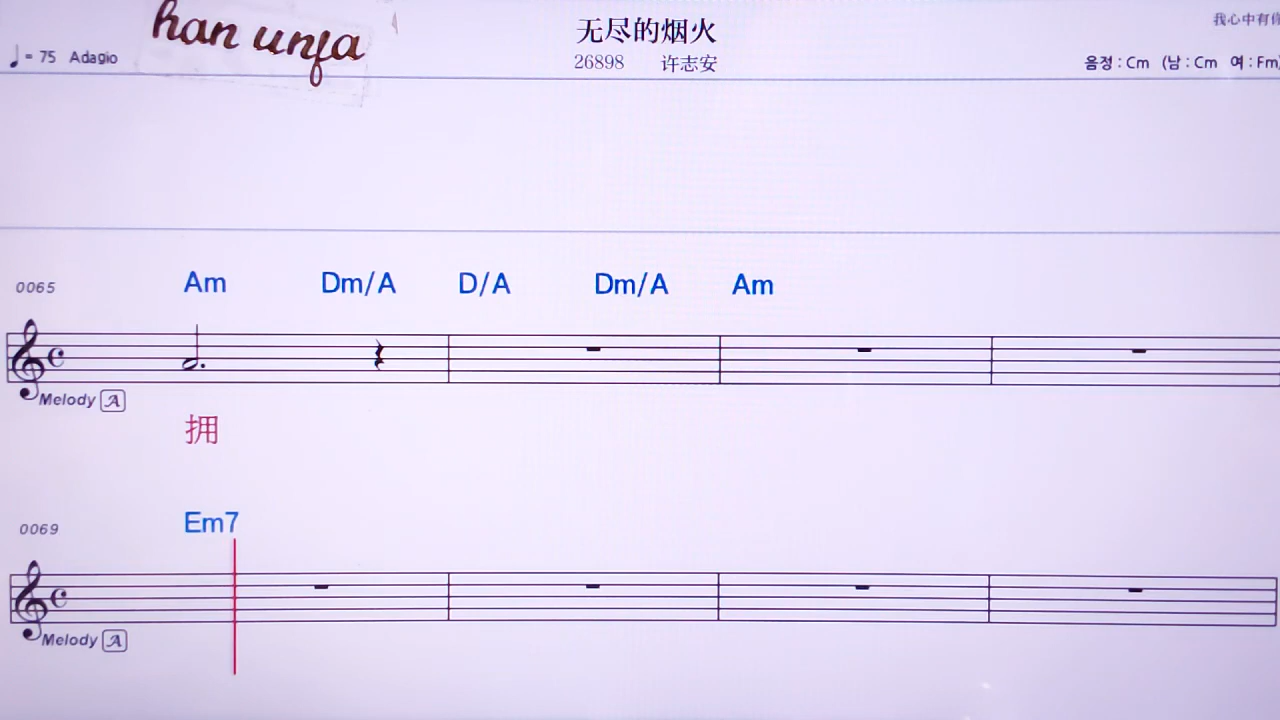 han unfa
无尽的烟火
我心中有你
♩= 75 Adagio
26898 许志安
음정 : Cm (남 : Cm 여 : Fm)
0065 Am Dm/A D/A Dm/A Am
Melody A
拥
0069 Em7
Melody A